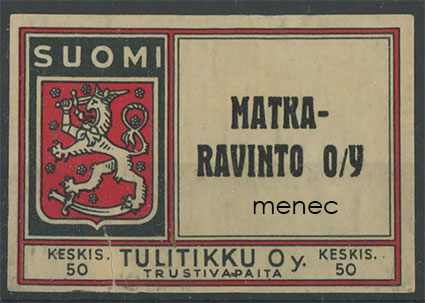 SUOMI
MATKA-
RAVINTO O/Y
menec
KESKIS. 50
TULITIKKU Oy.
TRUSTIVAPAITA
KESKIS. 50